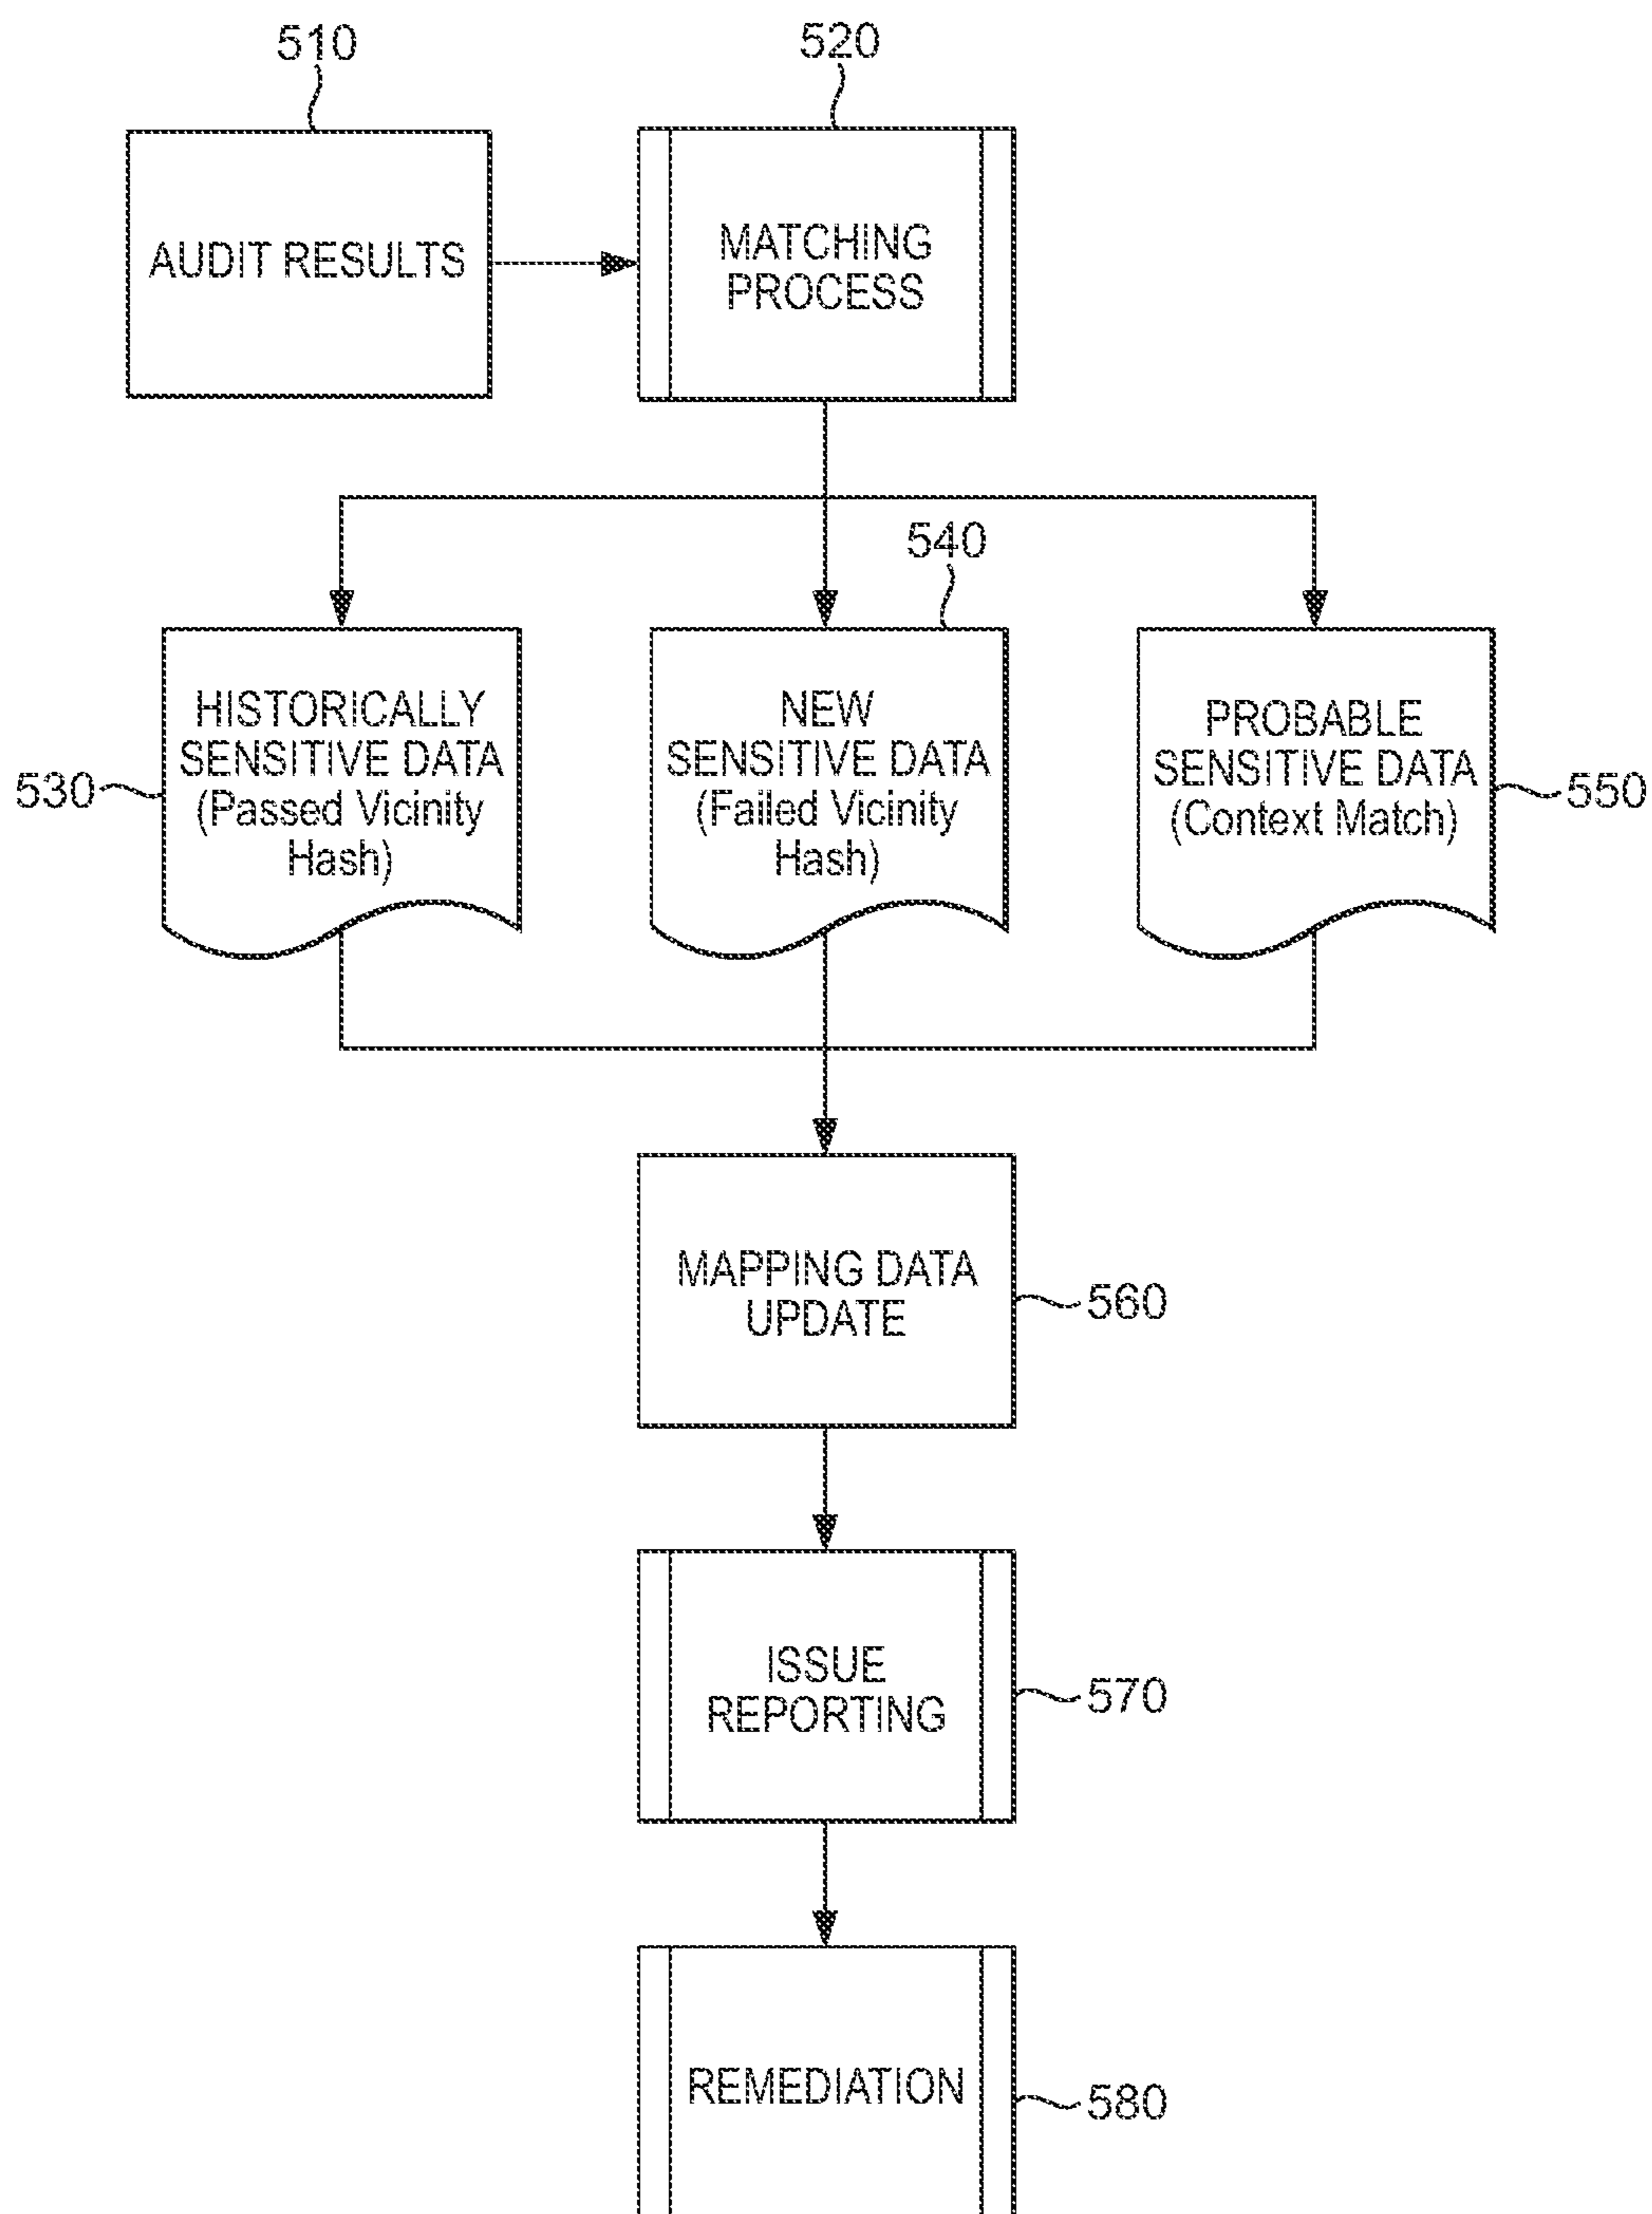 510
520
AUDIT RESULTS
MATCHING
PROCESS
540
HISTORICALLY
SENSITIVE DATA
(Passed Vicinity
Hash)
530
NEW
SENSITIVE DATA
(Failed Vicinity
Hash)
PROBABLE
SENSITIVE DATA
(Context Match)
550
MAPPING DATA
UPDATE
560
ISSUE
REPORTING
570
REMEDIATION
580